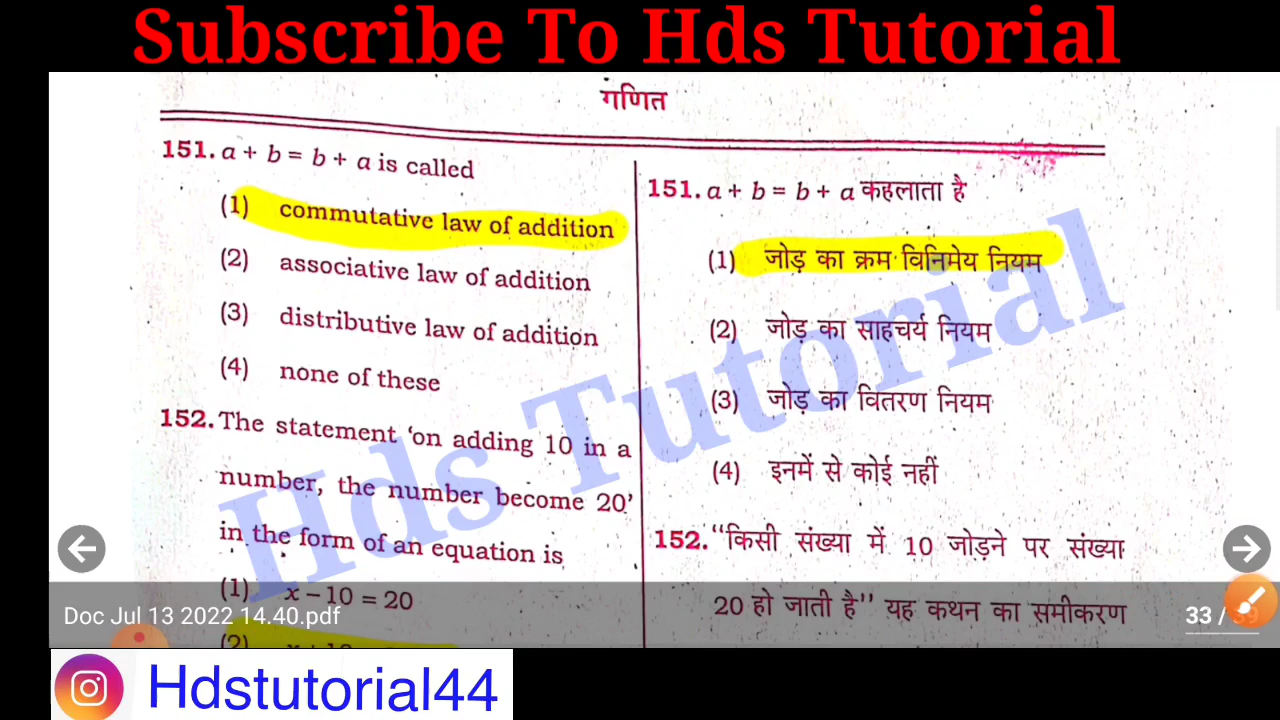 Subscribe To Hds Tutorial
गणित
151. a + b = b + a is called
(1) commutative law of addition
(2) associative law of addition
(3) distributive law of addition
(4) none of these
152. The statement ‘on adding 10 in a
number, the number become 20’
in the form of an equation is
(1) x – 10 = 20
(2)
151. a + b = b + a कहलाता है
(1) जोड़ का क्रम विनिमेय नियम
(2) जोड़ का साहचर्य नियम
(3) जोड़ का वितरण नियम
(4) इनमें से कोई नहीं
152. “किसी संख्या में 10 जोड़ने पर संख्या
20 हो जाती है” यह कथन का समीकरण
Hds Tutorial
Doc Jul 13 2022 14.40.pdf
33 / 39
Hdstutorial44